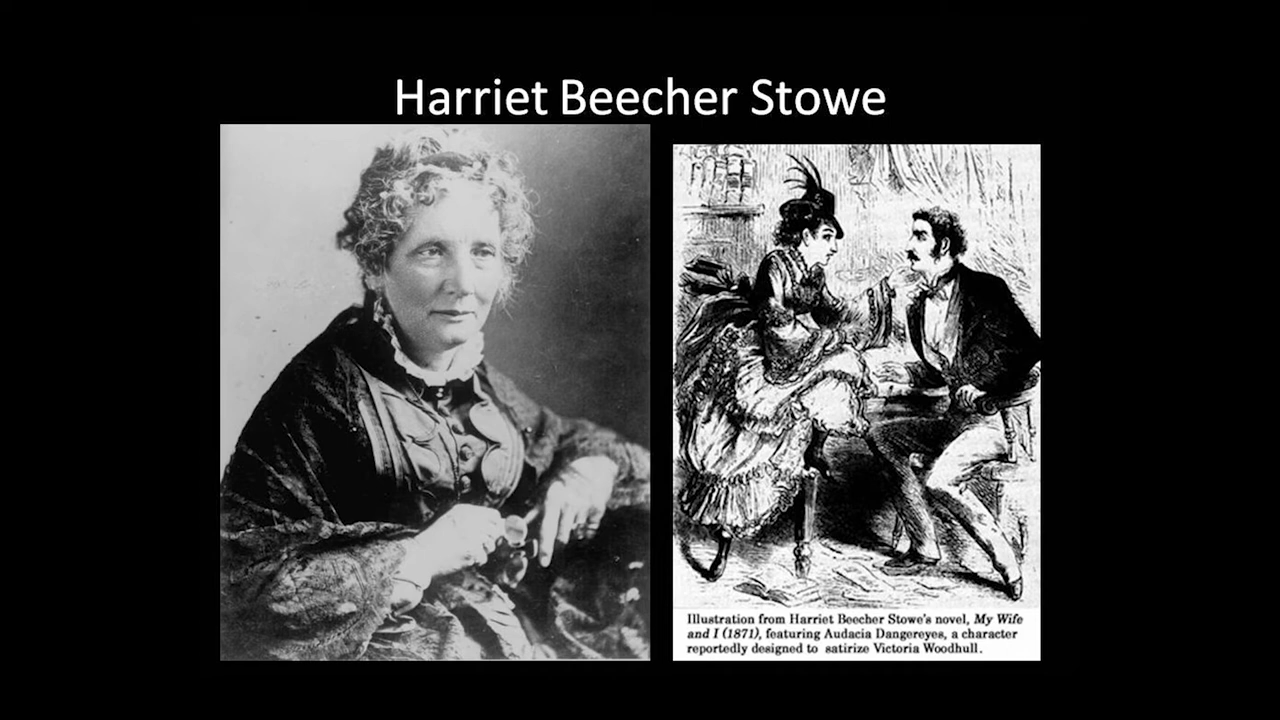 Harriet Beecher Stowe
Illustration from Harriet Beecher Stowe's novel, My Wife
and I (1871), featuring Audacia Dangereyes, a character
reportedly designed to satirize Victoria Woodhull.